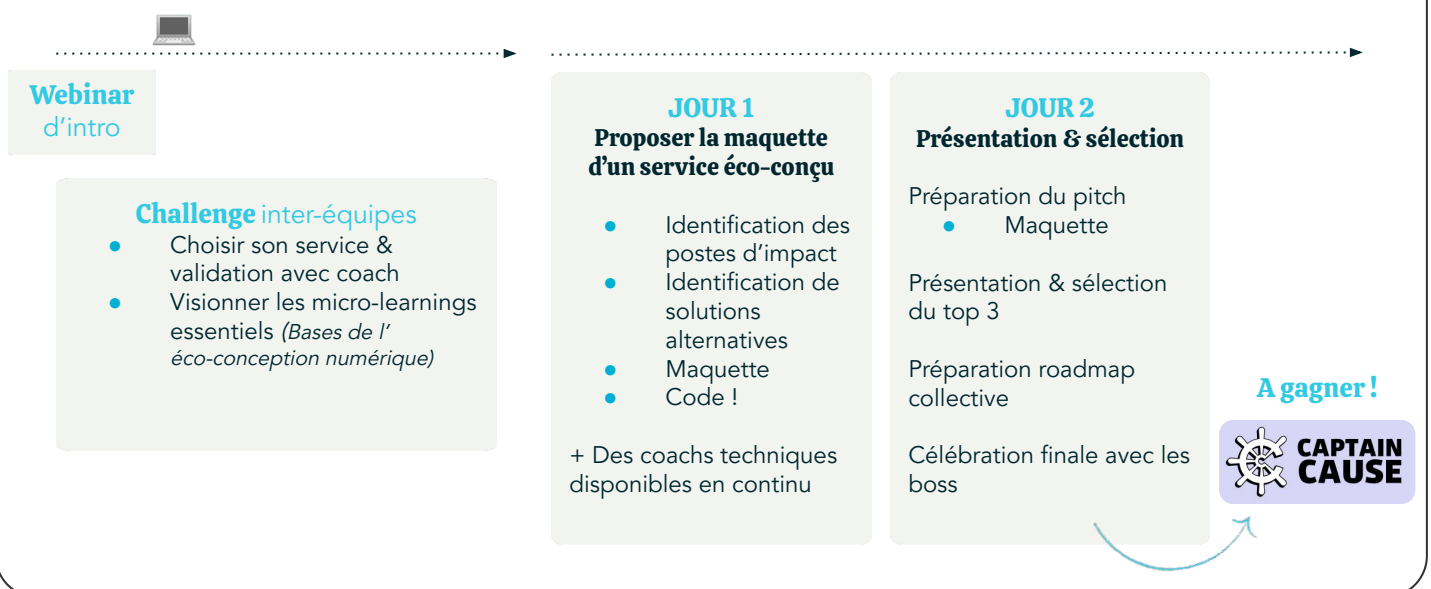 Webinar
d’intro
Challenge inter-équipes
● Choisir son service &
validation avec coach
● Visionner les micro-learnings
essentiels (Bases de l’
éco-conception numérique)
JOUR 1
Proposer la maquette
d’un service éco-conçu
● Identification des
postes d’impact
● Identification de
solutions
alternatives
● Maquette
● Code !
+ Des coachs techniques
disponibles en continu
JOUR 2
Présentation & sélection
Préparation du pitch
● Maquette
Présentation & sélection
du top 3
Préparation roadmap
collective
Célébration finale avec les
boss
A gagner !
CAPTAIN
CAUSE